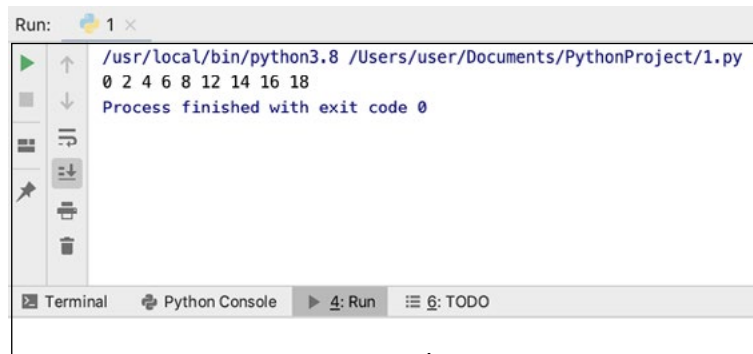 Run: 1 ×
/usr/local/bin/python3.8 /Users/user/Documents/PythonProject/1.py
0 2 4 6 8 12 14 16 18
Process finished with exit code 0
Terminal Python Console 4: Run 6: TODO